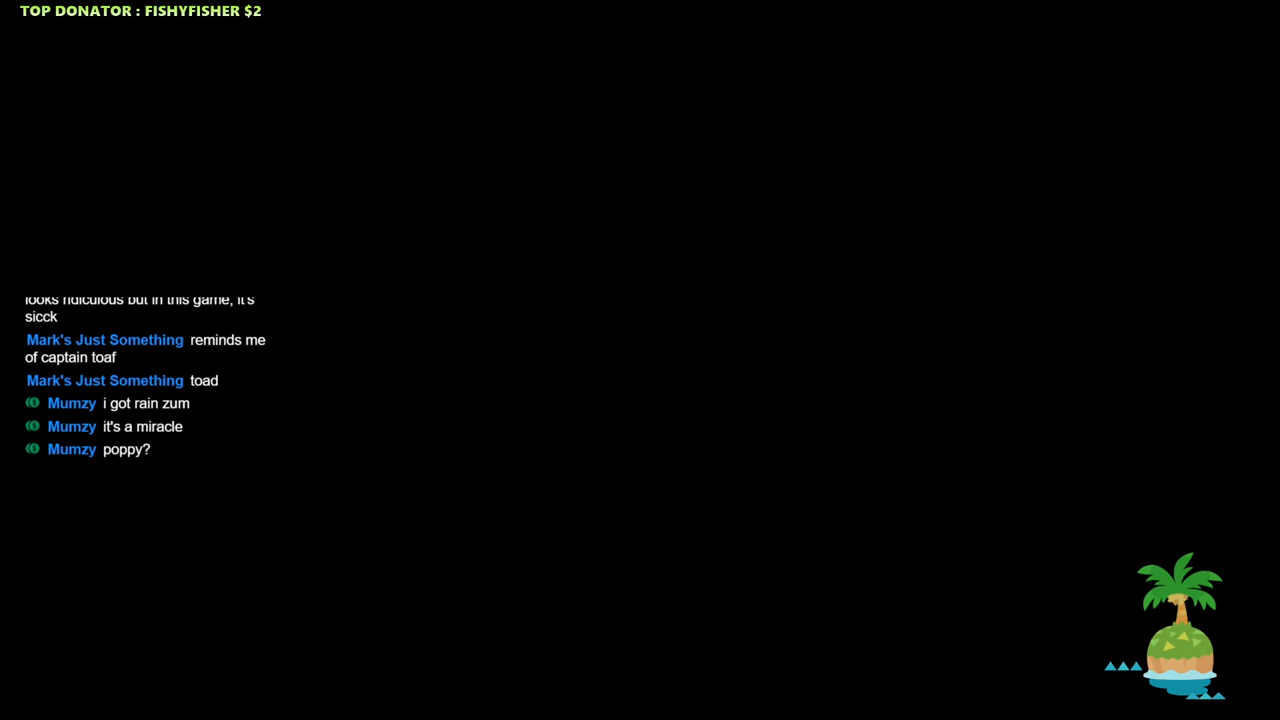 TOP DONATOR : FISHYFISHER $2
looks ridiculous but in this game, it's
sicck
Mark's Just Something reminds me
of captain toaf
Mark's Just Something toad
Mumzy i got rain zum
Mumzy it's a miracle
Mumzy poppy?